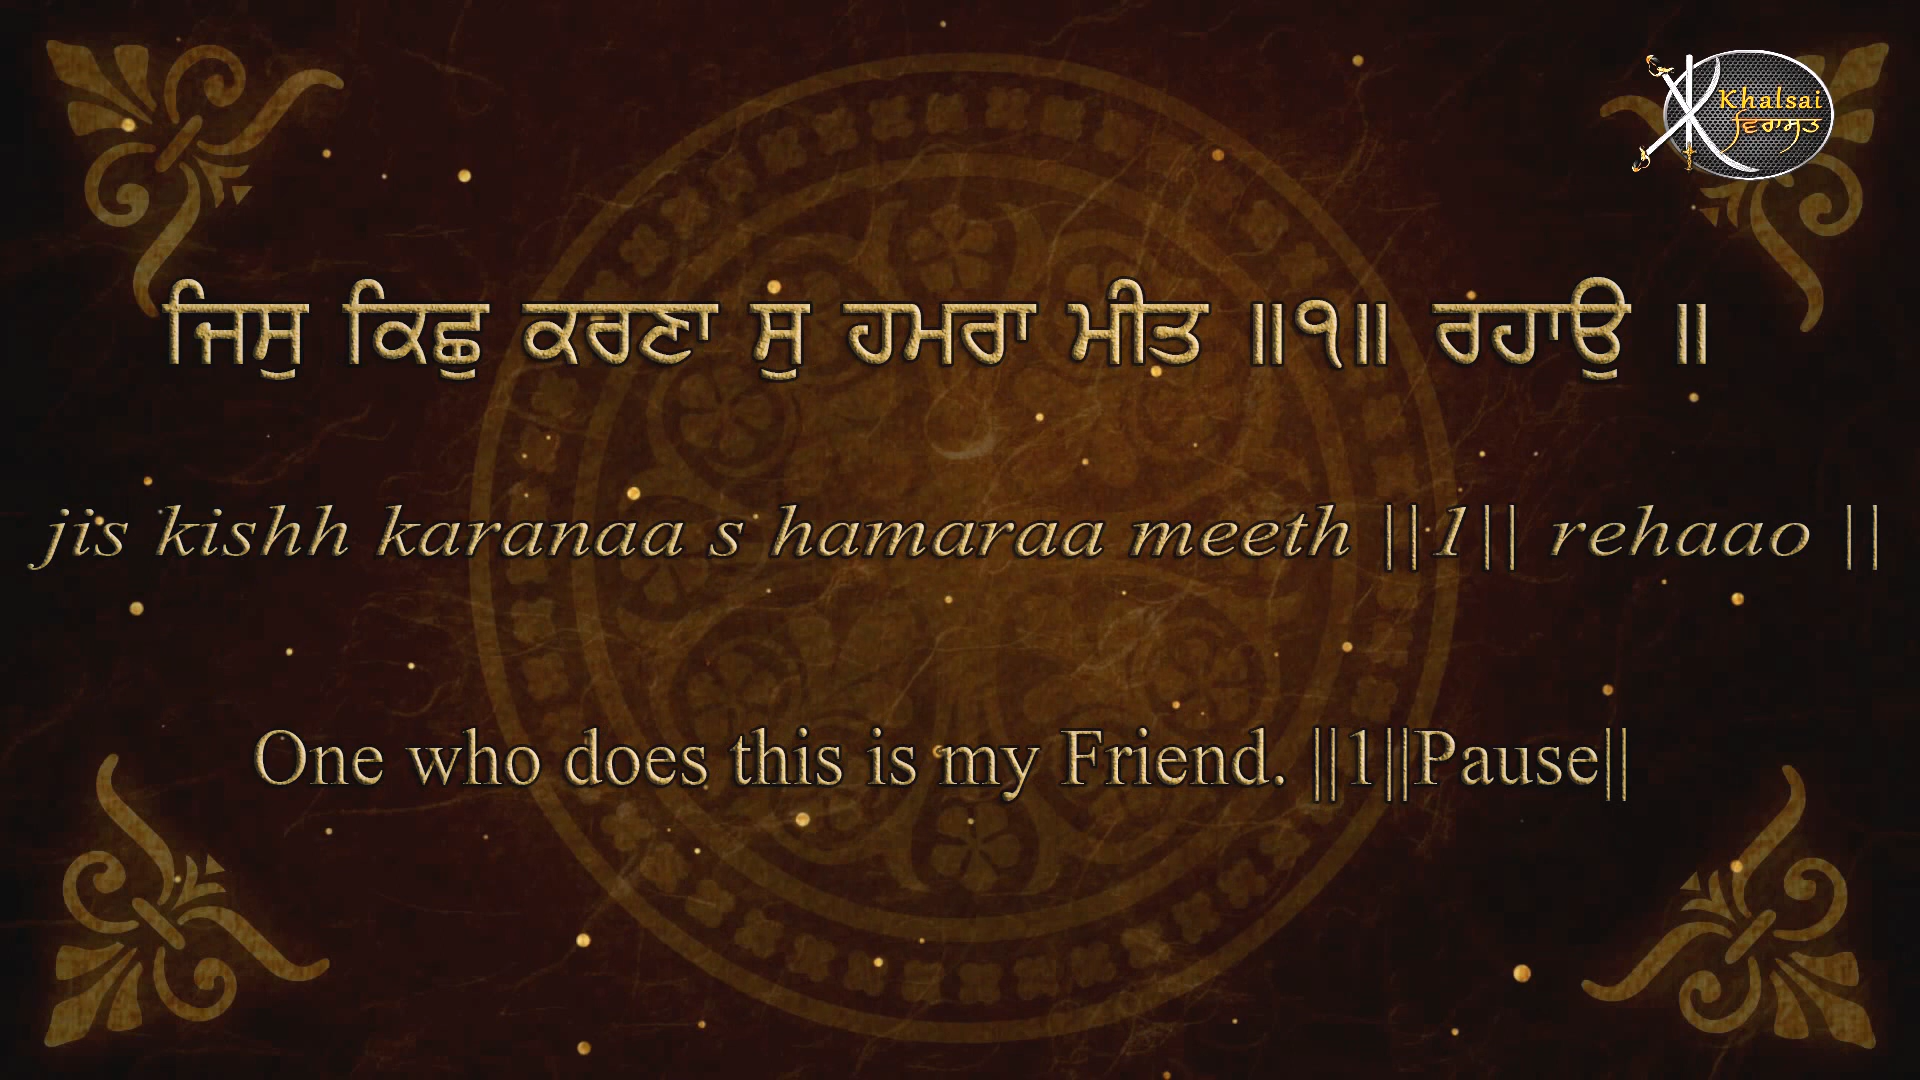 Khalsai
ਵਿਰਾਸਤ
ਜਿਸੁ ਕਿਛੁ ਕਰਣਾ ਸੁ ਹਮਰਾ ਮੀਤ ॥੧॥ ਰਹਾਉ ॥
jis kishh karanaa s hamaraa meeth ||1|| rehaao ||
One who does this is my Friend. ||1||Pause||